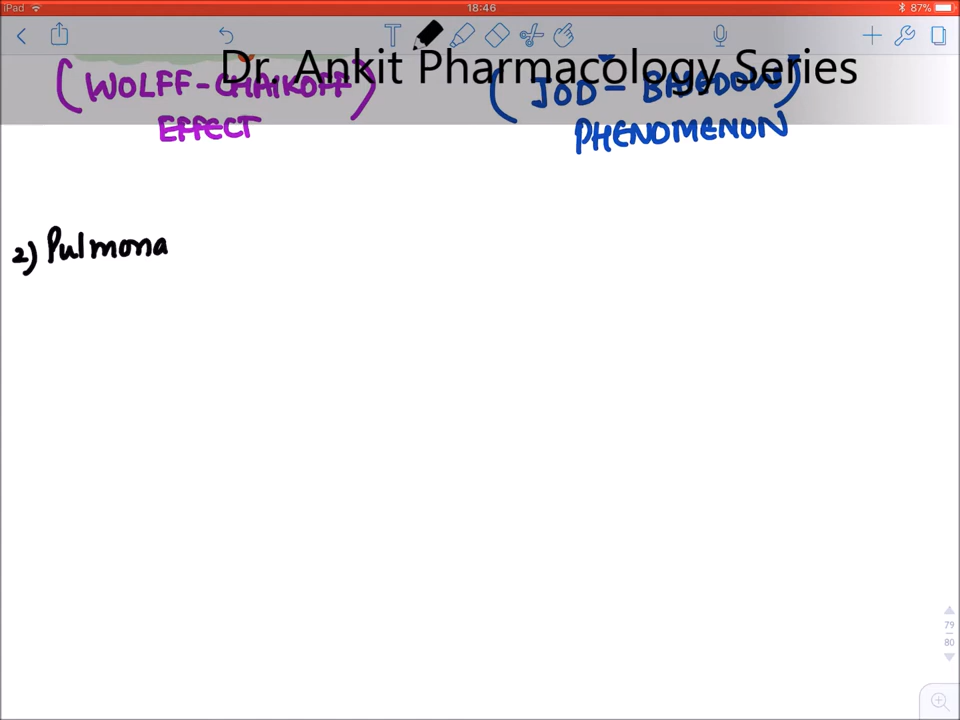 iPad 18:46 87%
T
Dr. Ankit Pharmacology Series
(WOLFF-CHAIKOFF EFFECT)
(JOD-BASEDOW) PHENOMENON
2) Pulmona
79
80